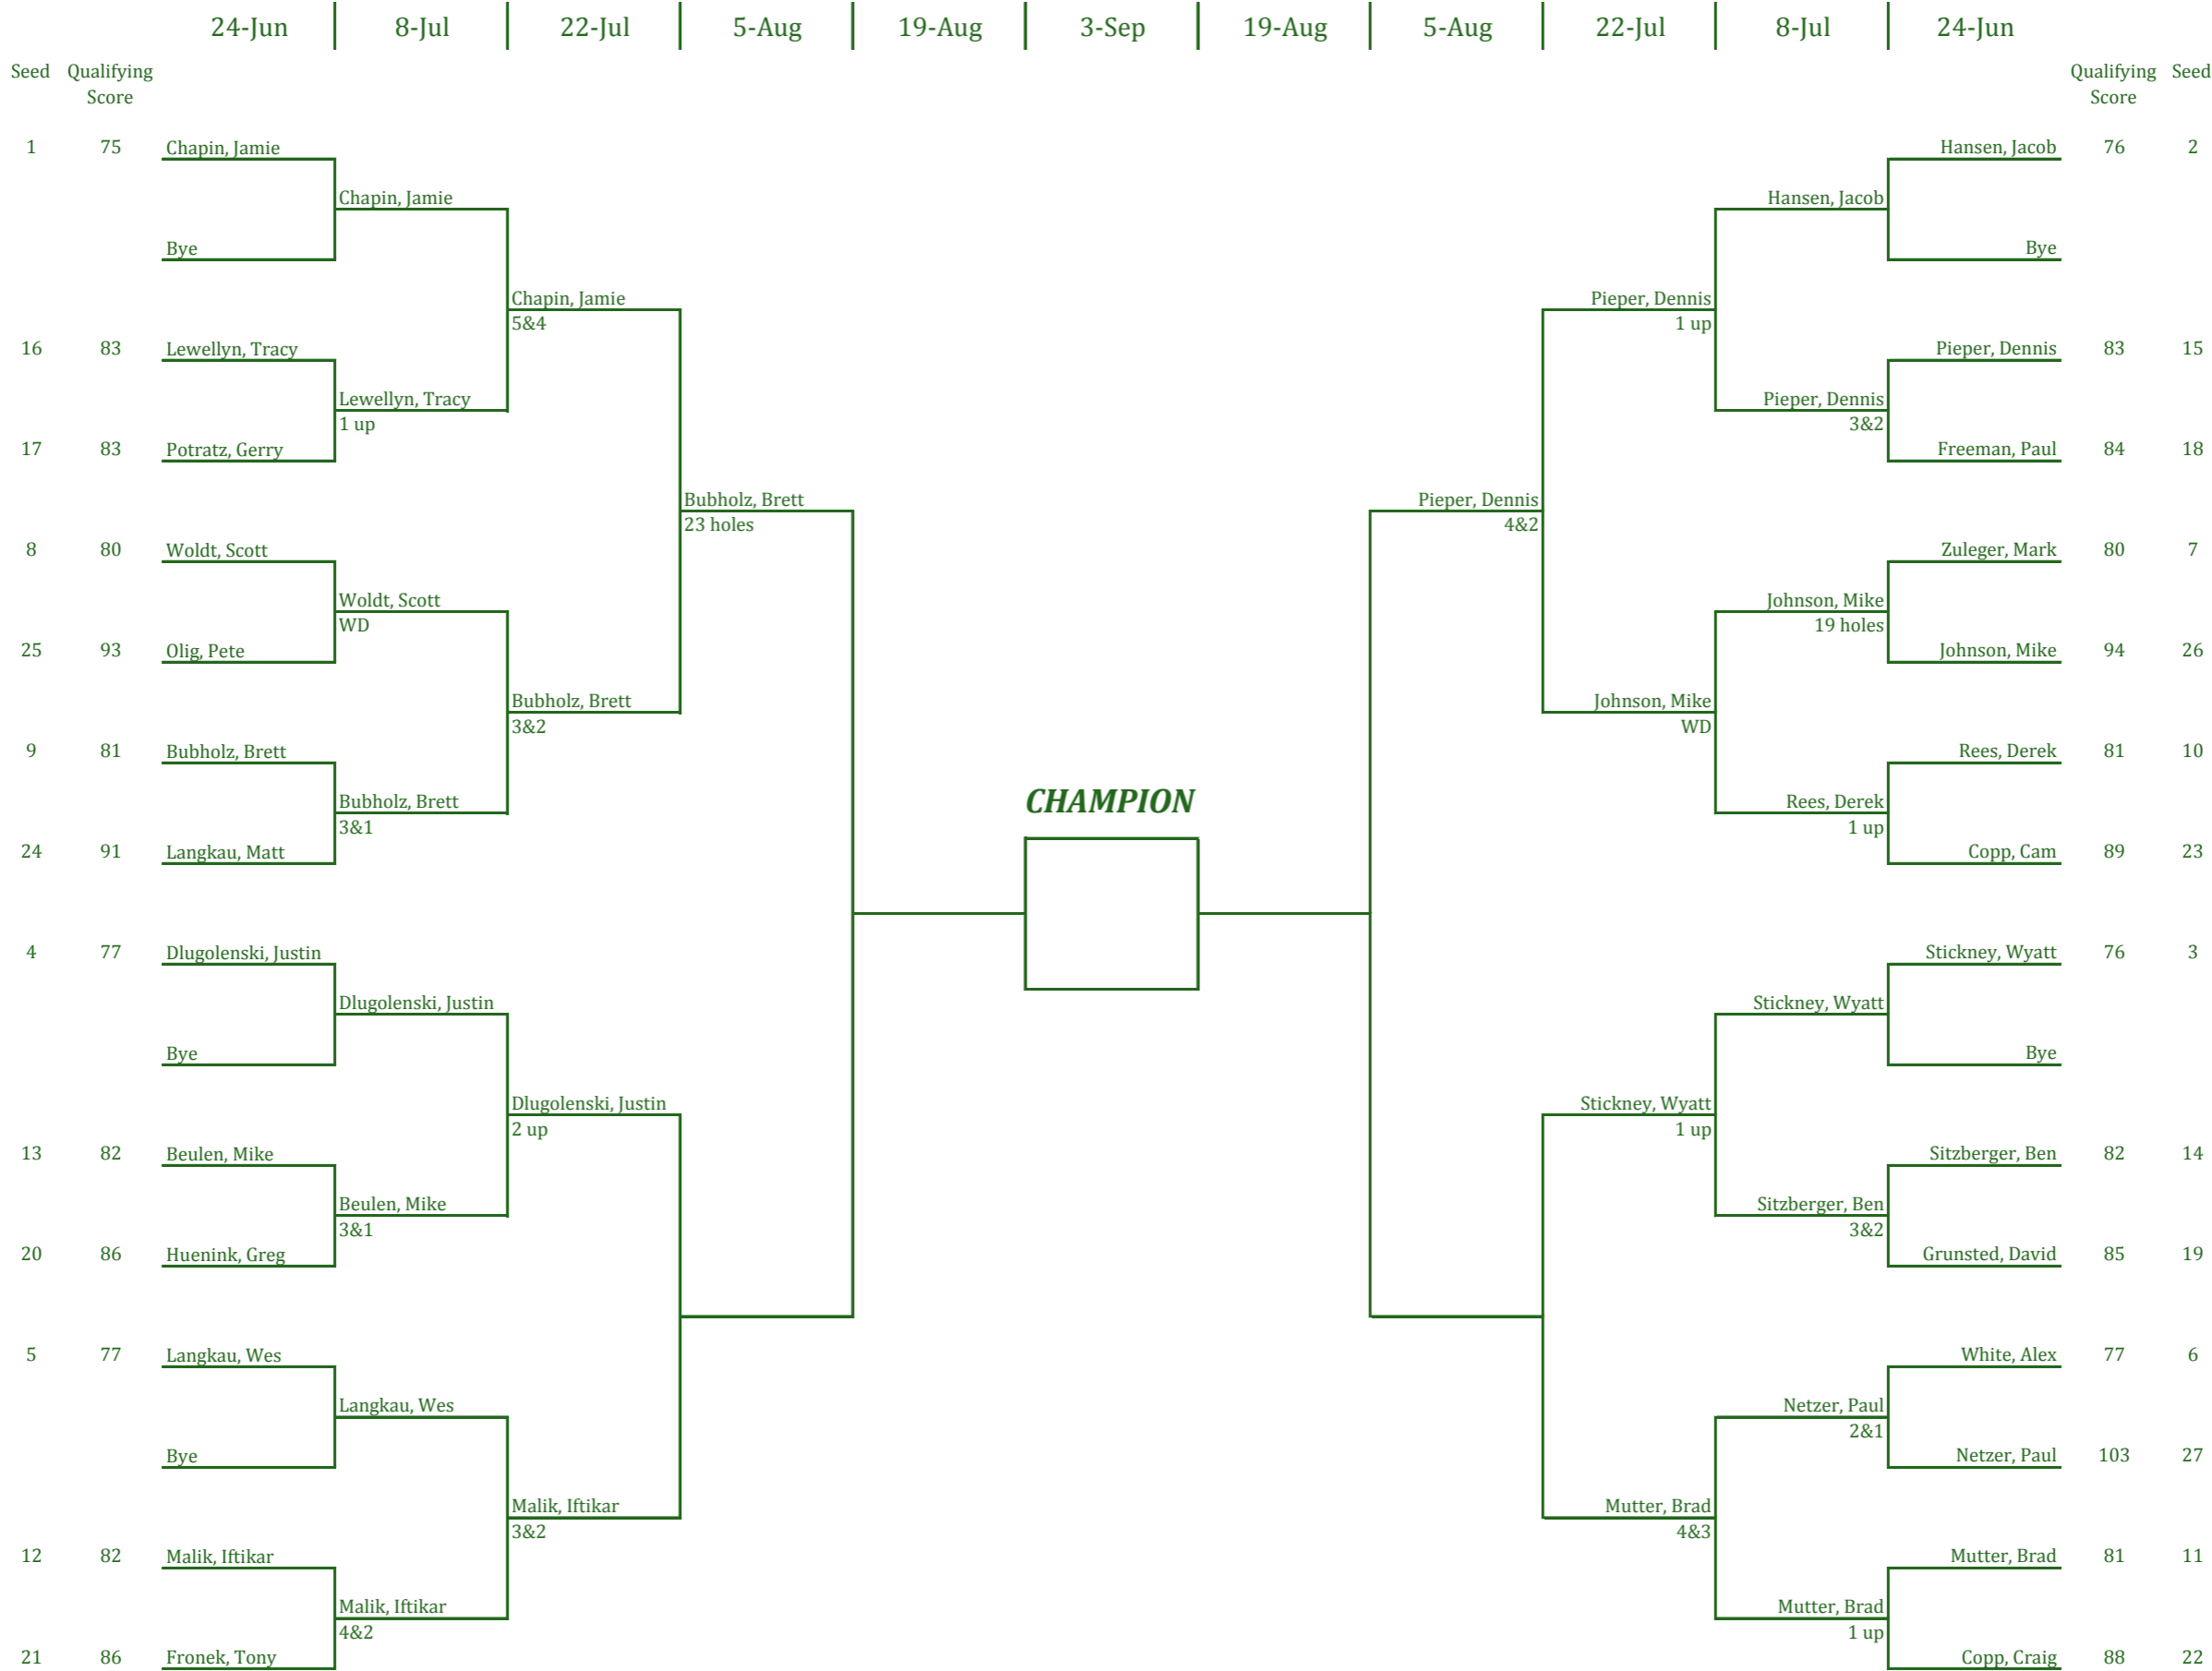 24-Jun 8-Jul 22-Jul 5-Aug 19-Aug 3-Sep 19-Aug 5-Aug 22-Jul 8-Jul 24-Jun
Seed Qualifying Qualifying Seed
Score Score
1 75 Chapin, Jamie Hansen, Jacob 76 2
Chapin, Jamie Hansen, Jacob
Bye Bye
Chapin, Jamie Pieper, Dennis
5&4 1 up
16 83 Lewellyn, Tracy Pieper, Dennis 83 15
Lewellyn, Tracy Pieper, Dennis
1 up 3&2
17 83 Potratz, Gerry Freeman, Paul 84 18
Bubholz, Brett Pieper, Dennis
23 holes 4&2
8 80 Woldt, Scott Zuleger, Mark 80 7
Woldt, Scott Johnson, Mike
WD 19 holes
25 93 Olig, Pete Johnson, Mike 94 26
Bubholz, Brett Johnson, Mike
3&2 WD
9 81 Bubholz, Brett Rees, Derek 81 10
Bubholz, Brett CHAMPION Rees, Derek
3&1 1 up
24 91 Langkau, Matt Copp, Cam 89 23
4 77 Dlugolenski, Justin Stickney, Wyatt 76 3
Dlugolenski, Justin Stickney, Wyatt
Bye Bye
Dlugolenski, Justin Stickney, Wyatt
2 up 1 up
13 82 Beulen, Mike Sitzberger, Ben 82 14
Beulen, Mike Sitzberger, Ben
3&1 3&2
20 86 Huenink, Greg Grunsted, David 85 19
5 77 Langkau, Wes White, Alex 77 6
Langkau, Wes Netzer, Paul
2&1
Bye Netzer, Paul 103 27
Malik, Iftikar Mutter, Brad
3&2 4&3
12 82 Malik, Iftikar Mutter, Brad 81 11
Malik, Iftikar Mutter, Brad
4&2 1 up
21 86 Fronek, Tony Copp, Craig 88 22